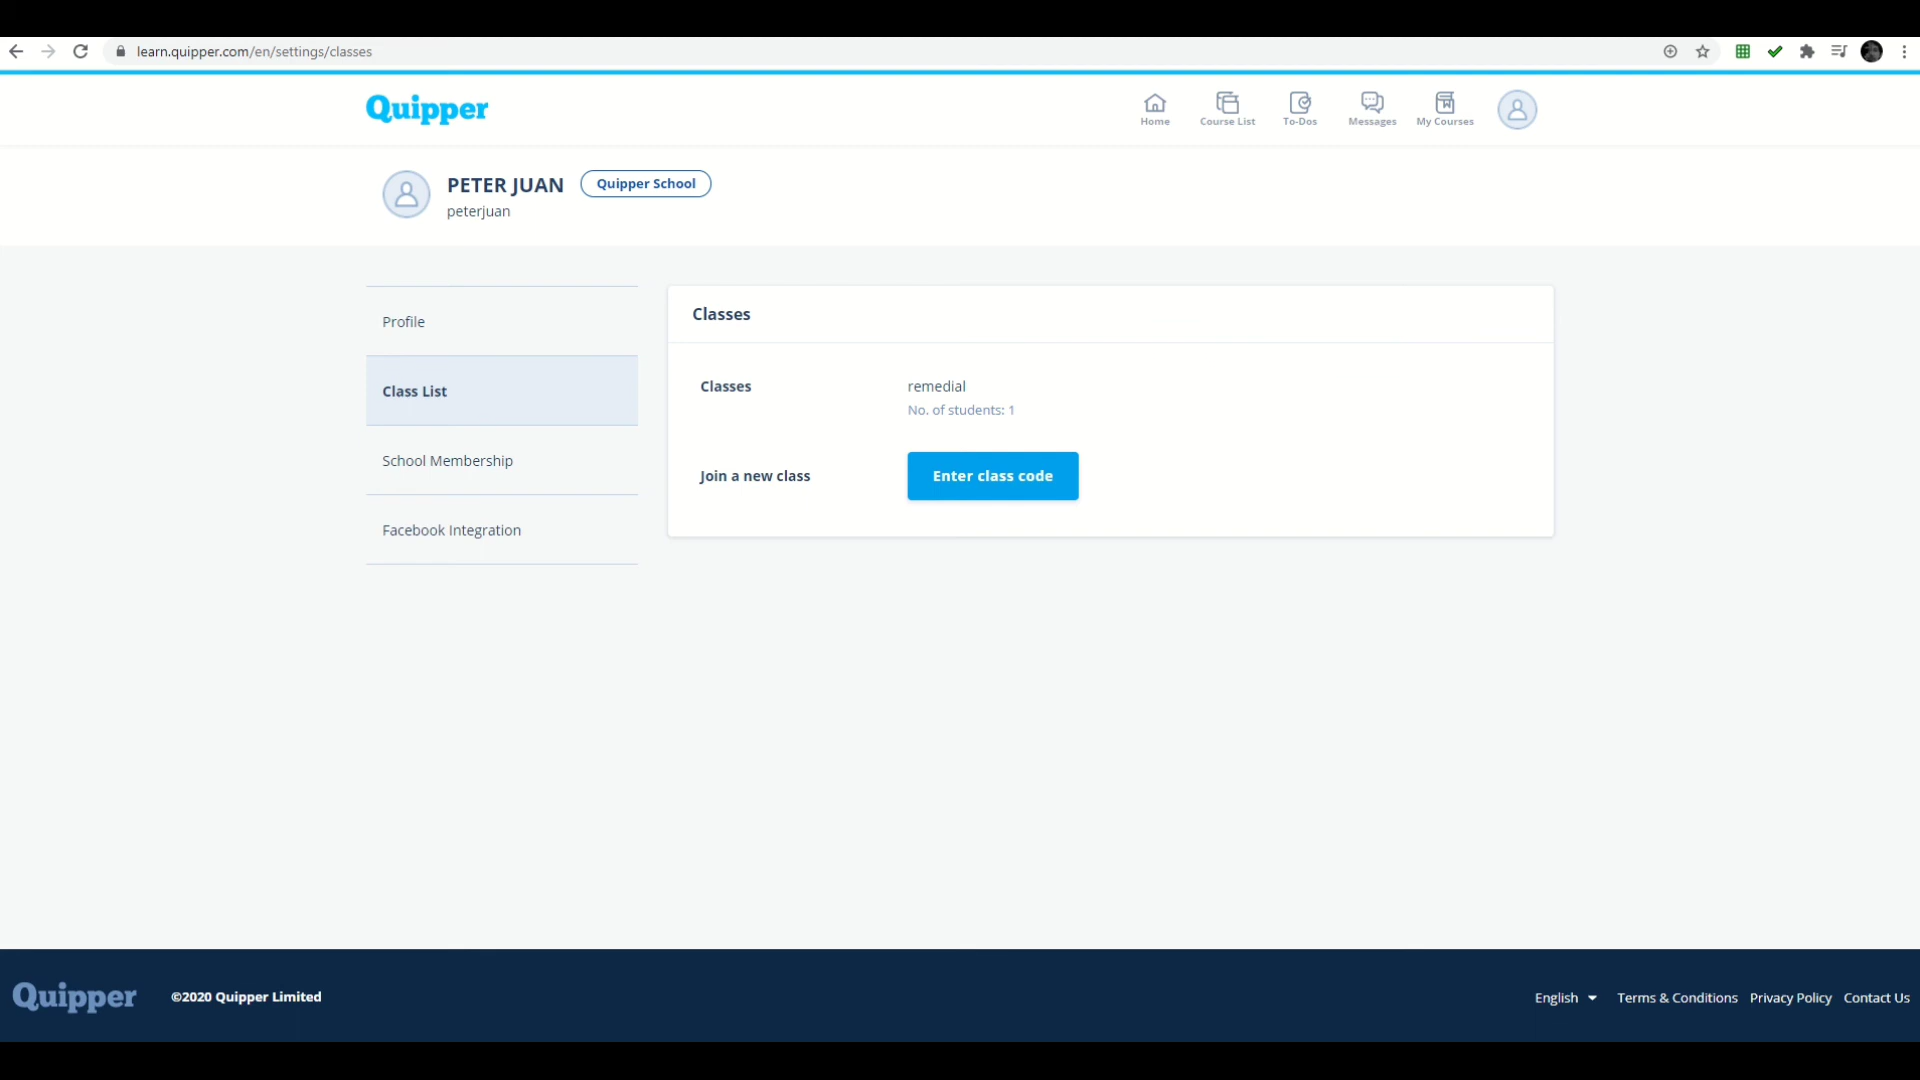 learn.quipper.com/en/settings/classes
Quipper
Home
Course List
To-Dos
Messages
My Courses
PETER JUAN
Quipper School
peterjuan
Profile
Class List
School Membership
Facebook Integration
Classes
Classes
remedial
No. of students: 1
Join a new class
Enter class code
Quipper
©2020 Quipper Limited
English
Terms & Conditions
Privacy Policy
Contact Us